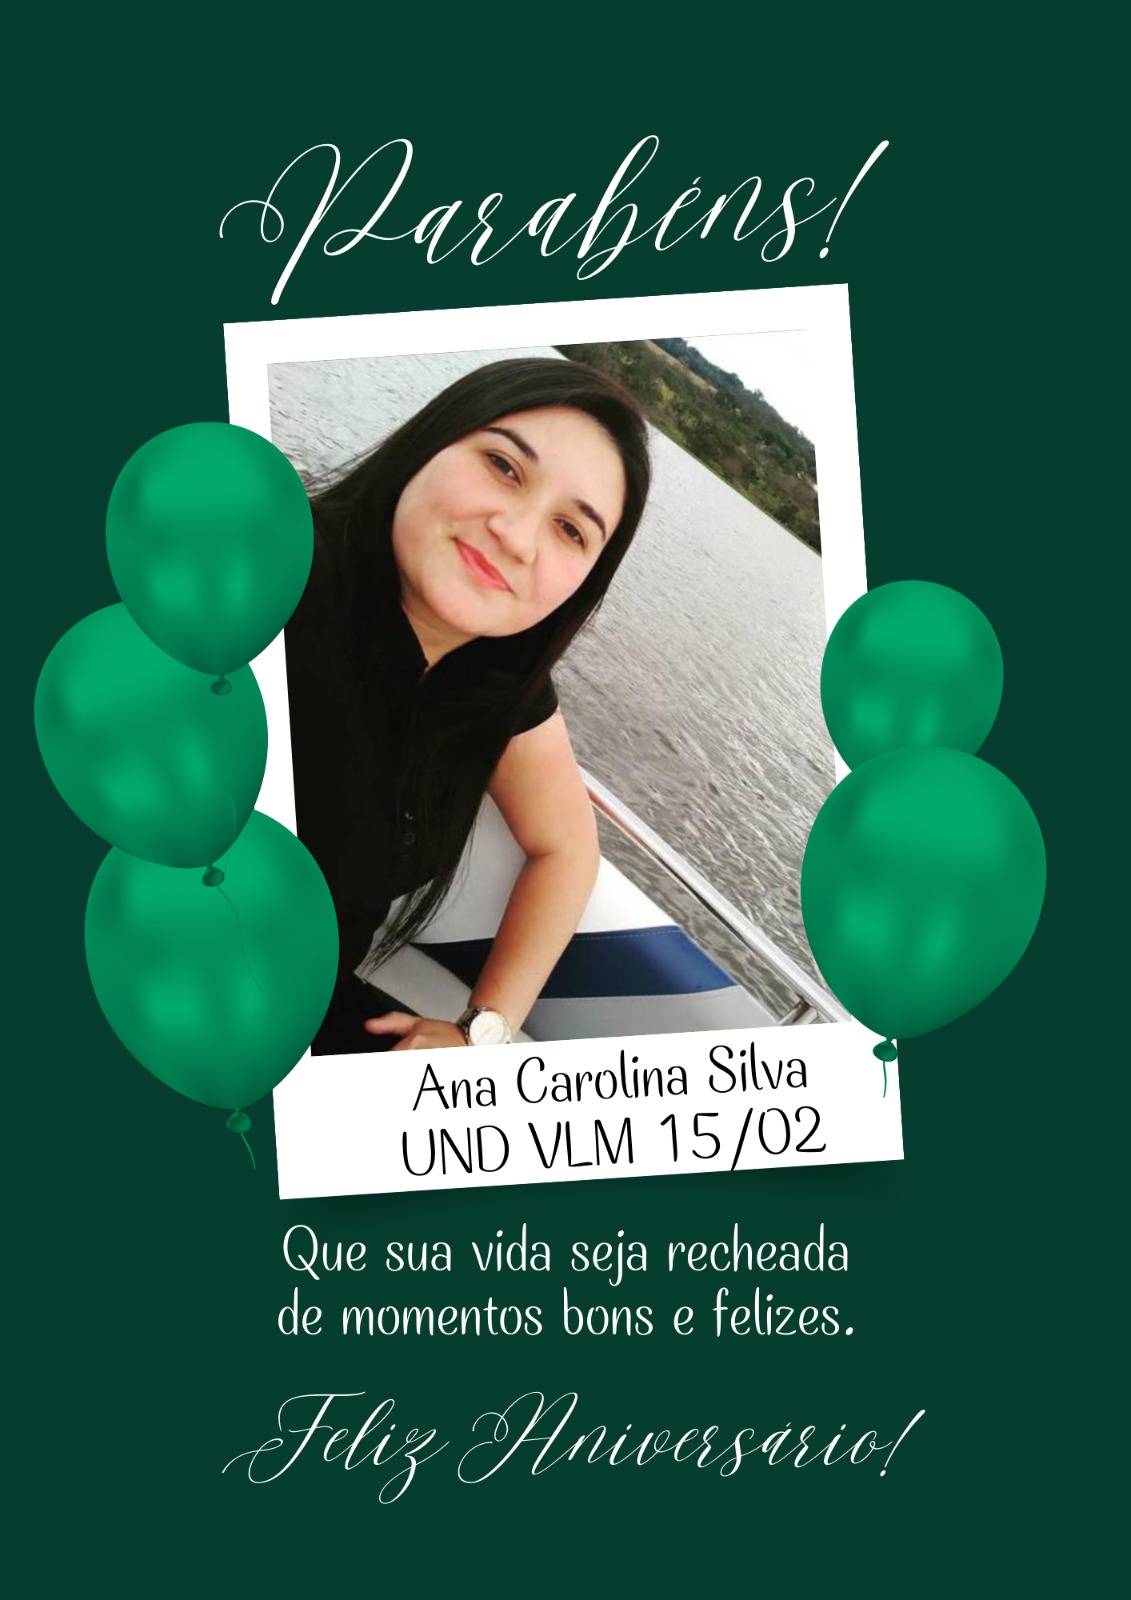 Parabéns!
Ana Carolina Silva
UND VLM 15/02
Que sua vida seja recheada
de momentos bons e felizes.
Feliz Aniversário!